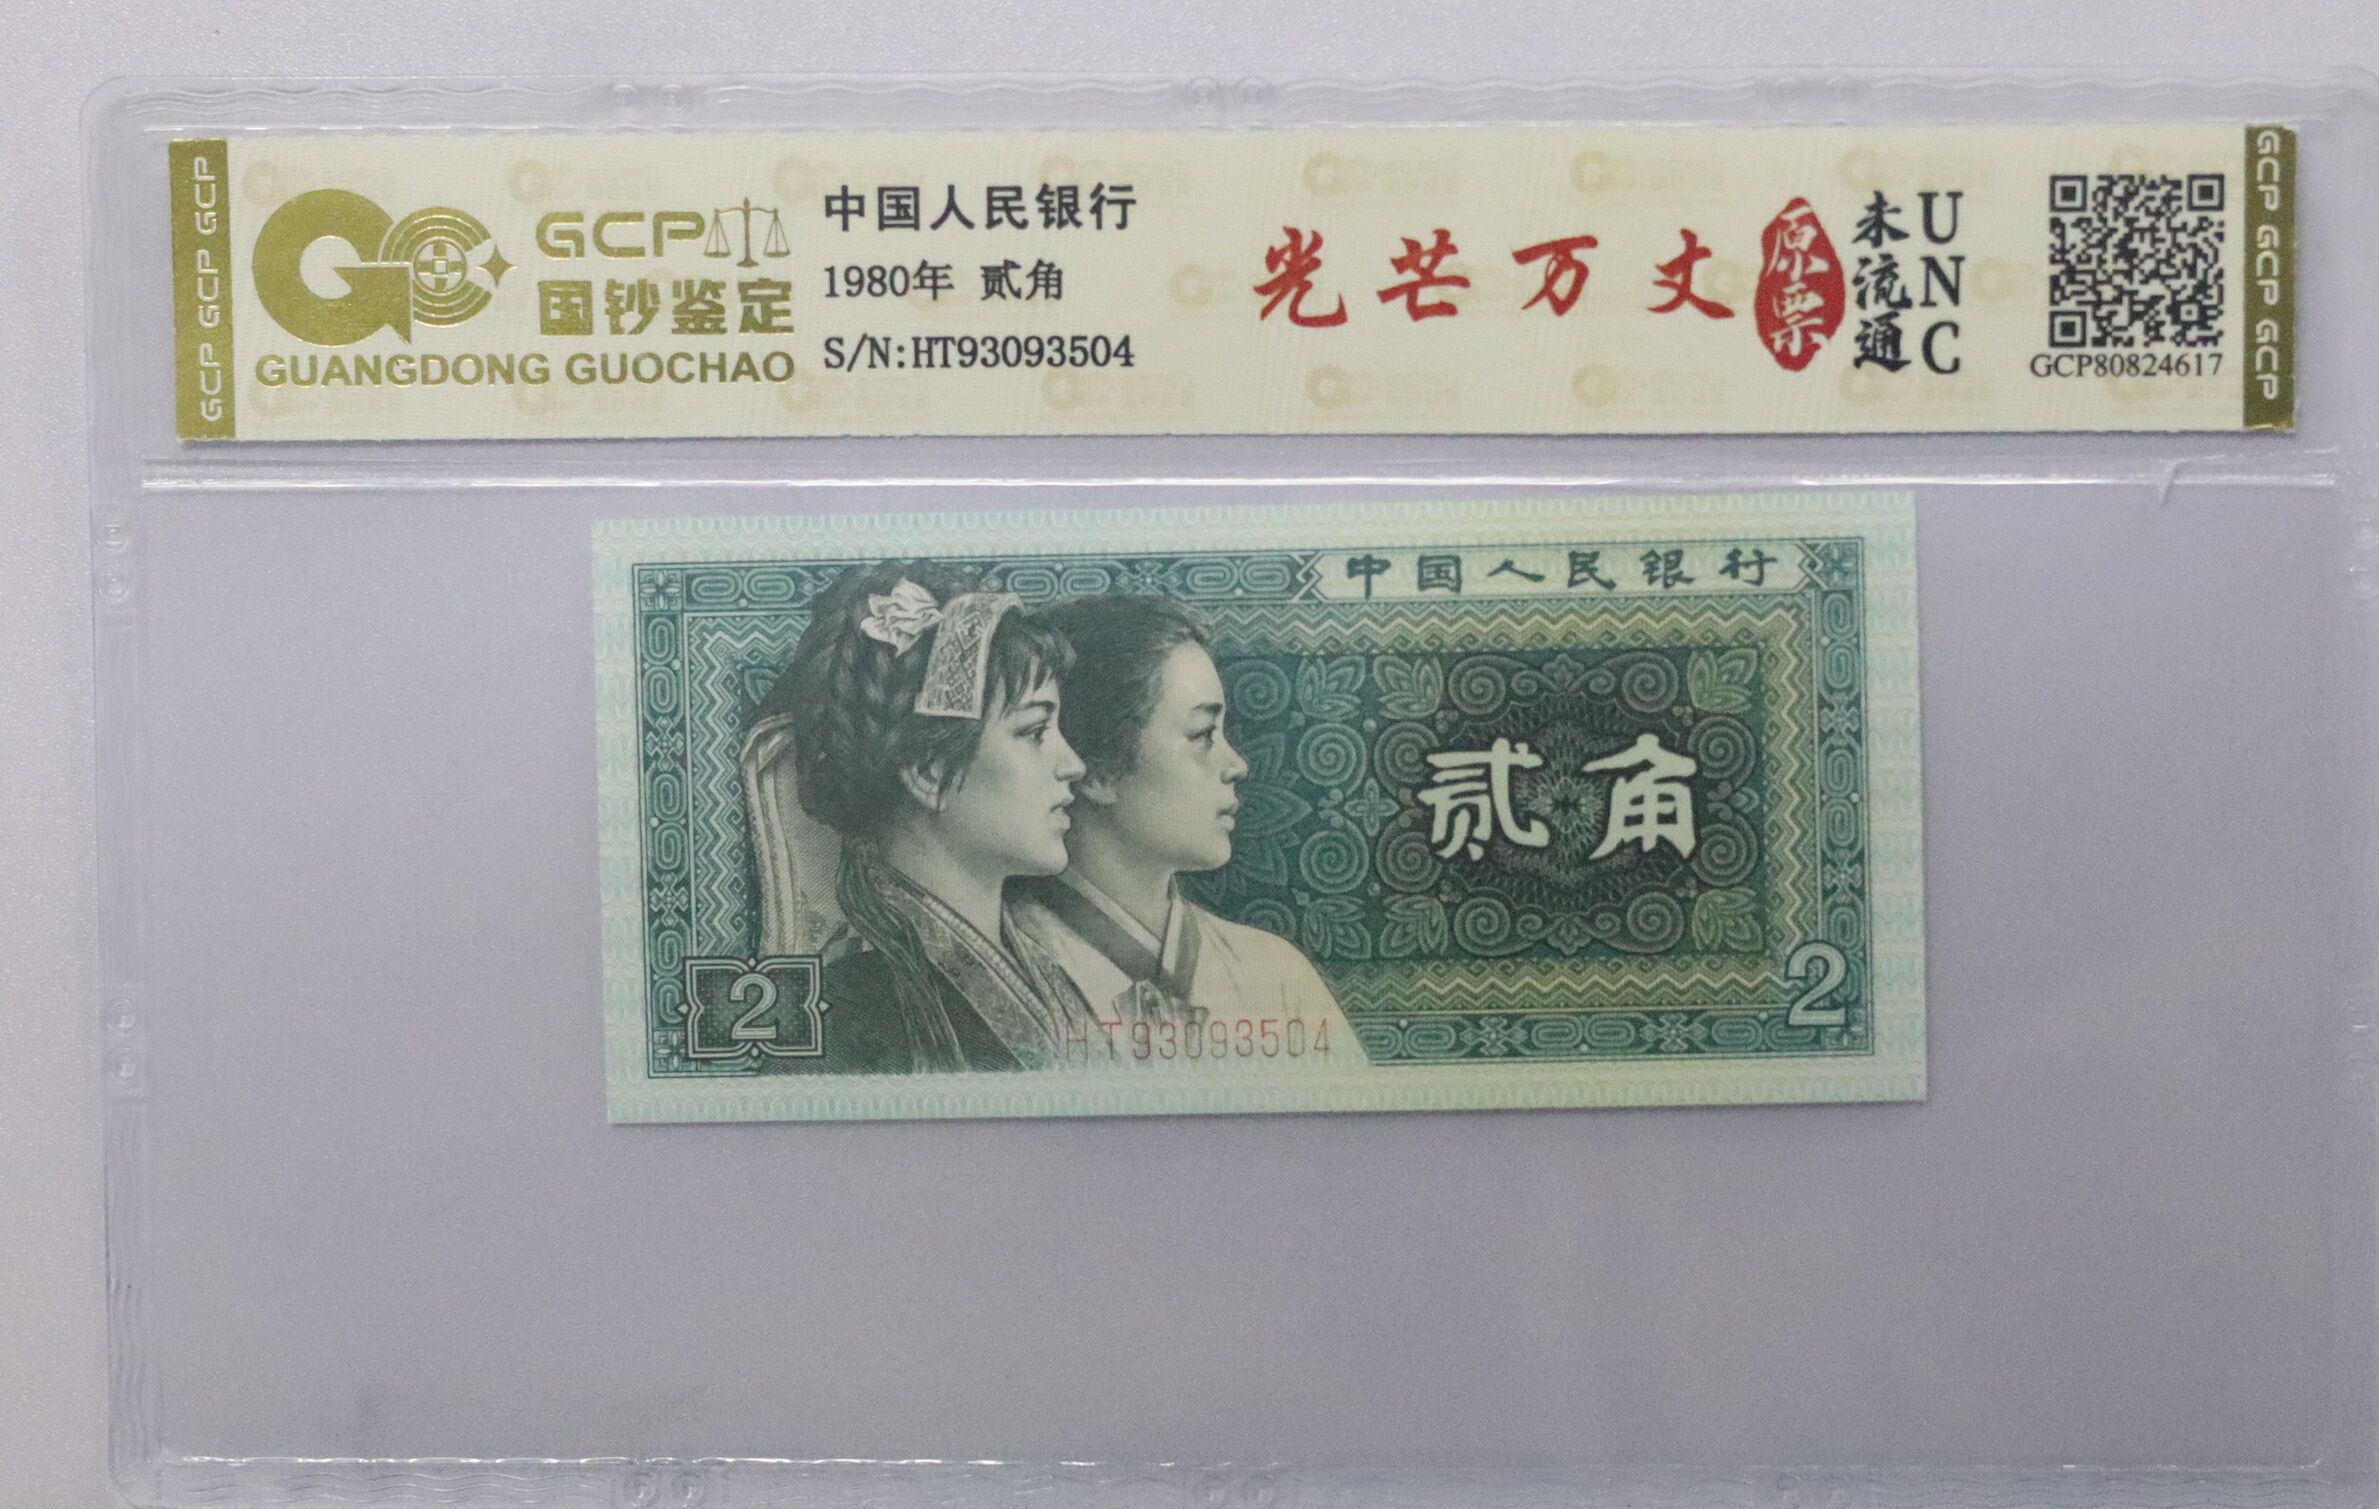 GCP GCP GCP
GCP
国钞鉴定
GUANGDONG GUOCHAO
中国人民银行
1980年 贰角
S/N:HT93093504
光芒万丈
原票
未流通
UNC
GCP80824617
GCP GCP GCP
中国人民银行
贰角
2
2
HT93093504